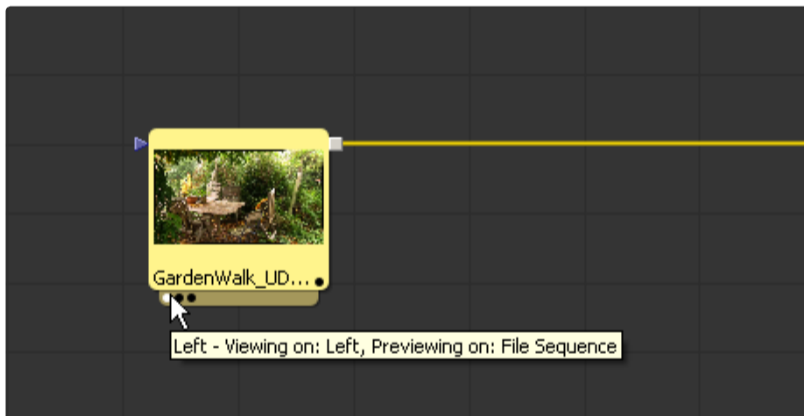 GardenWalk_UD...
Left - Viewing on: Left, Previewing on: File Sequence